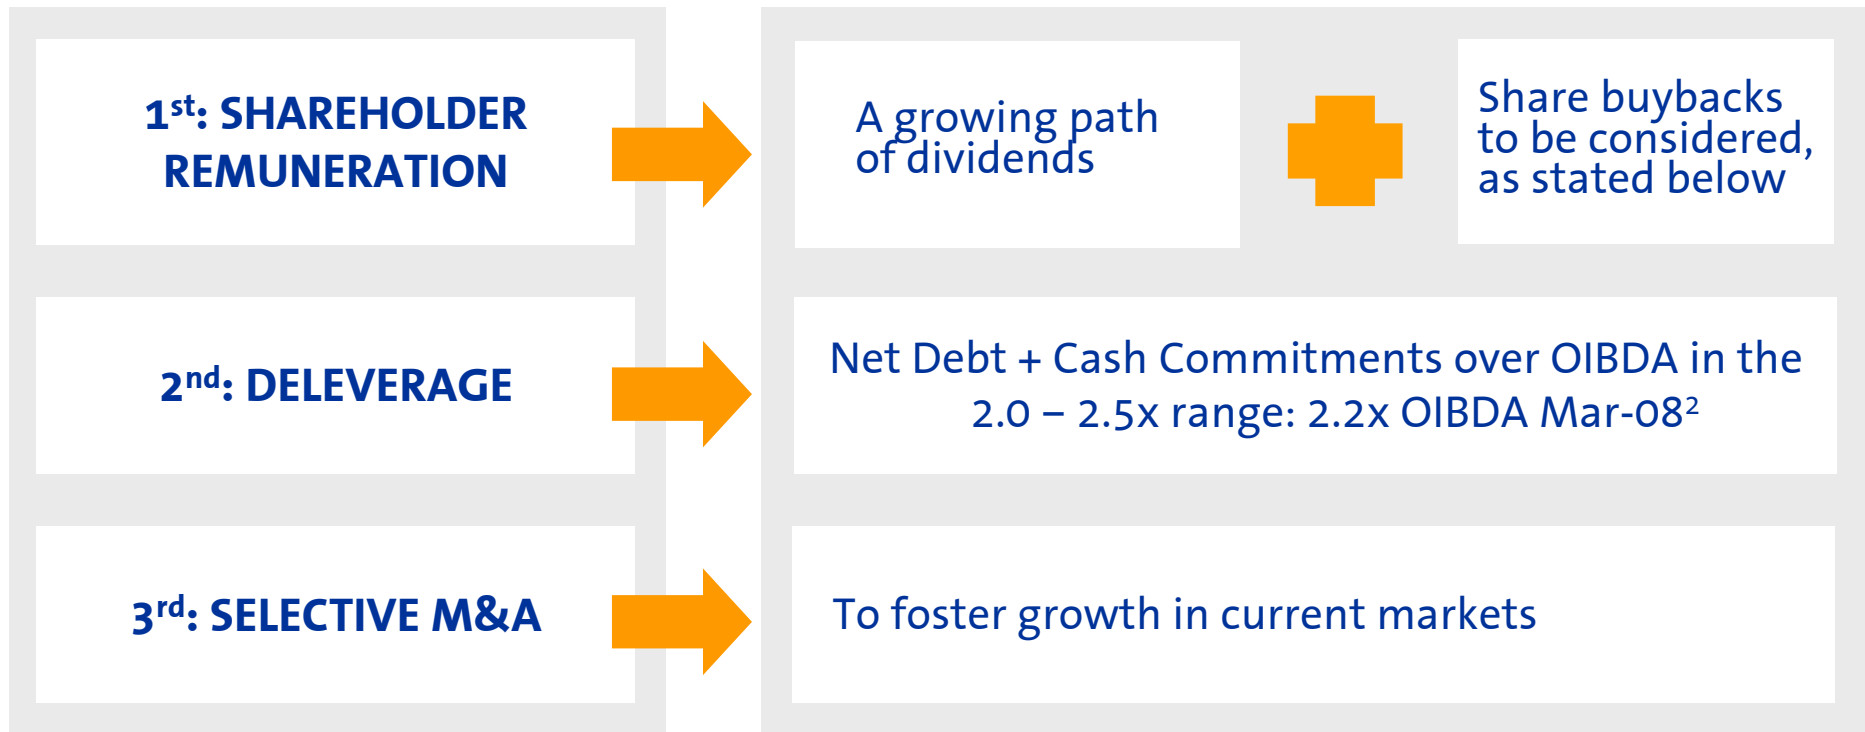 1st: SHAREHOLDER
REMUNERATION
A growing path
of dividends
Share buybacks
to be considered,
as stated below
2nd: DELEVERAGE
Net Debt + Cash Commitments over OIBDA in the
2.0 – 2.5x range: 2.2x OIBDA Mar-08²
3rd: SELECTIVE M&A
To foster growth in current markets